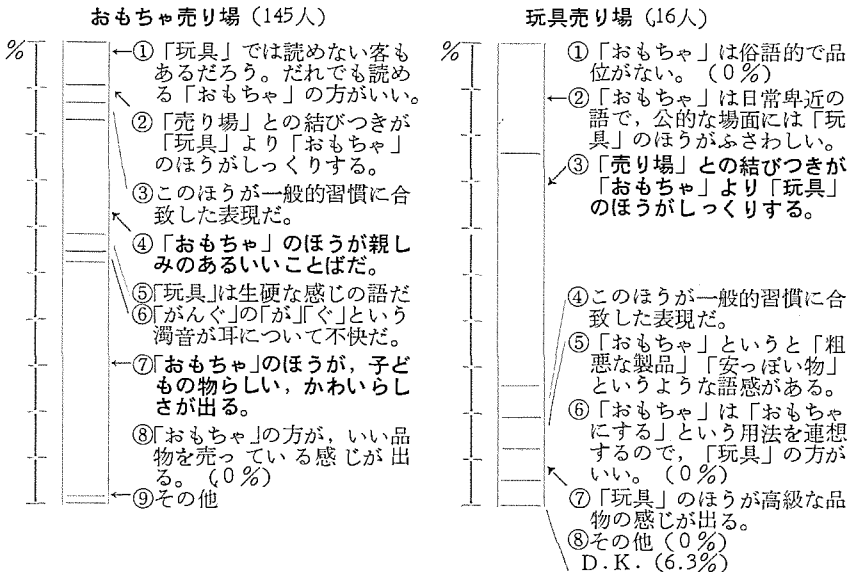 おもちゃ売り場（145人）
%
←①「玩具」では読めない客も
あるだろう。だれでも読め
る「おもちゃ」の方がいい。
②「売り場」との結びつきが
「玩具」より「おもちゃ」
のほうがしっくりする。
③このほうが一般的習慣に合
致した表現だ。
④「おもちゃ」のほうが親し
みのあるいいことばだ。
⑤「玩具」は生硬な感じの語だ
⑥「がんぐ」の「が」「ぐ」という
濁音が耳について不快だ。
←⑦「おもちゃ」のほうが，子ど
もの物らしい，かわいらし
さが出る。
⑧「おもちゃ」の方が，いい品
物を売っている感じが出
る。（0%）
←⑨その他
玩具売り場（16人）
%
①「おもちゃ」は俗語的で品
位がない。（0%）
←②「おもちゃ」は日常卑近の
語で，公的な場面には「玩
具」のほうがふさわしい。
③「売り場」との結びつきが
「おもちゃ」より「玩具」
のほうがしっくりする。
④このほうが一般的習慣に合
致した表現だ。
⑤「おもちゃ」というと「粗
悪な製品」「安っぽい物」
というような語感がある。
⑥「おもちゃ」は「おもちゃ
にする」という用法を連想
するので，「玩具」の方が
いい。（0%）
⑦「玩具」のほうが高級な品
物の感じが出る。
⑧その他（0%）
D.K.（6.3%）